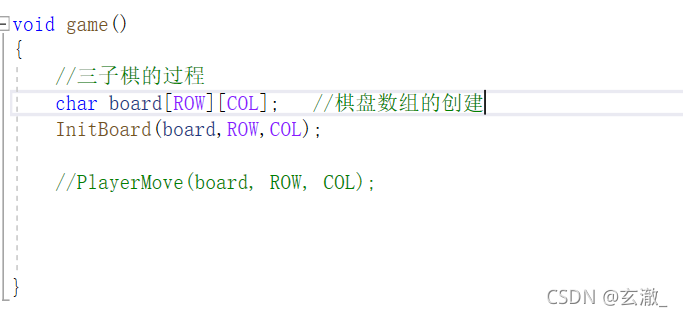 void game()
{
//三子棋的过程
char board[ROW][COL]; //棋盘数组的创建
InitBoard(board,ROW,COL);
//PlayerMove(board, ROW, COL);
}
CSDN @玄澈_